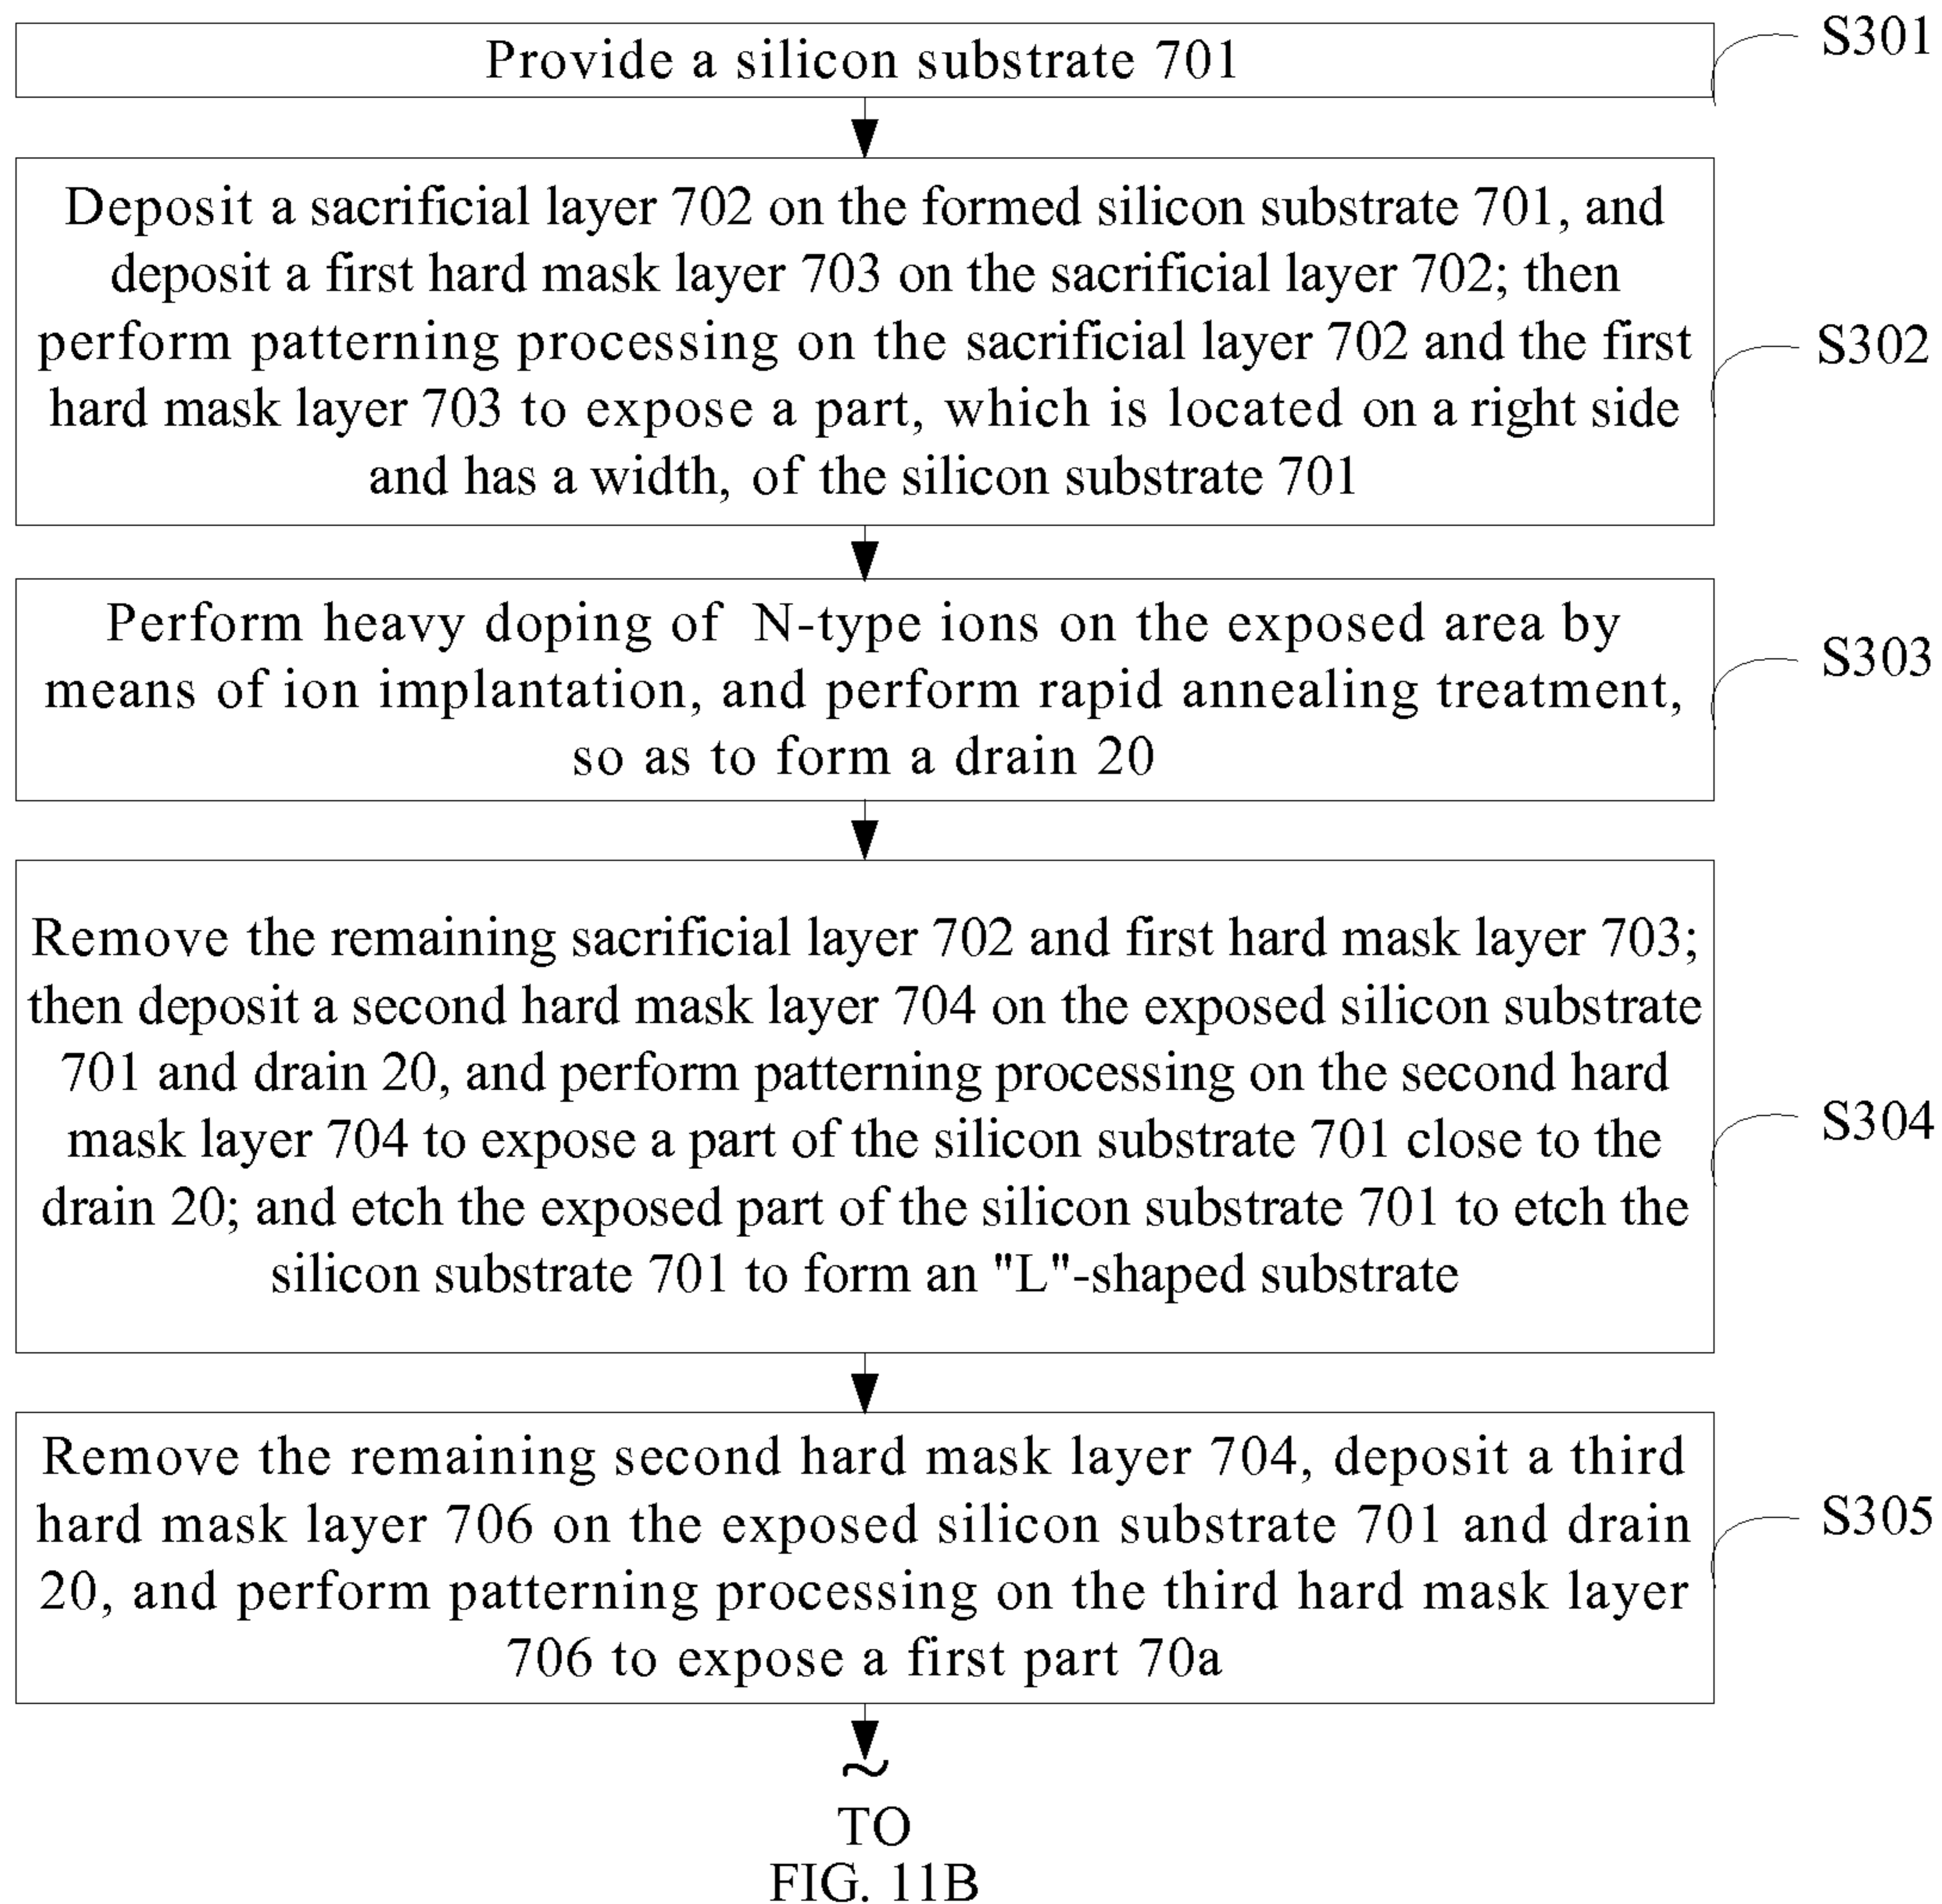 Provide a silicon substrate 701
S301
Deposit a sacrificial layer 702 on the formed silicon substrate 701, and
deposit a first hard mask layer 703 on the sacrificial layer 702; then
perform patterning processing on the sacrificial layer 702 and the first
hard mask layer 703 to expose a part, which is located on a right side
and has a width, of the silicon substrate 701
S302
Perform heavy doping of N-type ions on the exposed area by
means of ion implantation, and perform rapid annealing treatment,
so as to form a drain 20
S303
Remove the remaining sacrificial layer 702 and first hard mask layer 703;
then deposit a second hard mask layer 704 on the exposed silicon substrate
701 and drain 20, and perform patterning processing on the second hard
mask layer 704 to expose a part of the silicon substrate 701 close to the
drain 20; and etch the exposed part of the silicon substrate 701 to etch the
silicon substrate 701 to form an "L"-shaped substrate
S304
Remove the remaining second hard mask layer 704, deposit a third
hard mask layer 706 on the exposed silicon substrate 701 and drain
20, and perform patterning processing on the third hard mask layer
706 to expose a first part 70a
S305
~
TO
FIG. 11B